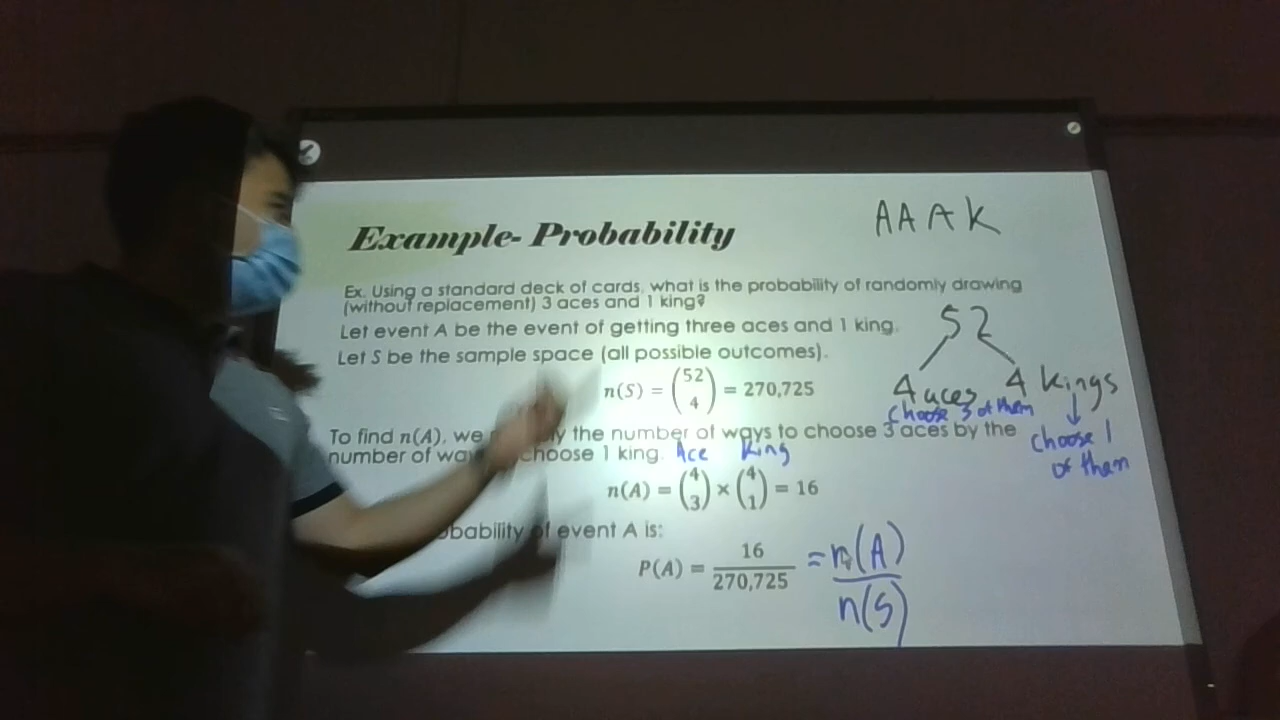 Example- Probability
AAAK
Ex. Using a standard deck of cards, what is the probability of randomly drawing
(without replacement) 3 aces and 1 king?
Let event A be the event of getting three aces and 1 king.
Let S be the sample space (all possible outcomes).
52
4 aces 4 kings
choose 3 of them
choose 1
of them
n(S) = (52 4) = 270,725
To find n(A), we the number of ways to choose 3 aces by the
number of choose 1 king.
Ace King
n(A) = (4 3) × (4 1) = 16
of event A is:
P(A) = 16/270,725 = n(A)/n(S)